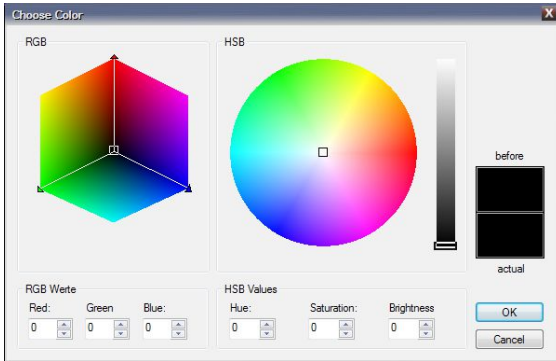 Choose Color
X
RGB
HSB
before
actual
RGB Werte
Red: Green Blue:
0 0 0
HSB Values
Hue: Saturation: Brightness
0 0 0
OK
Cancel